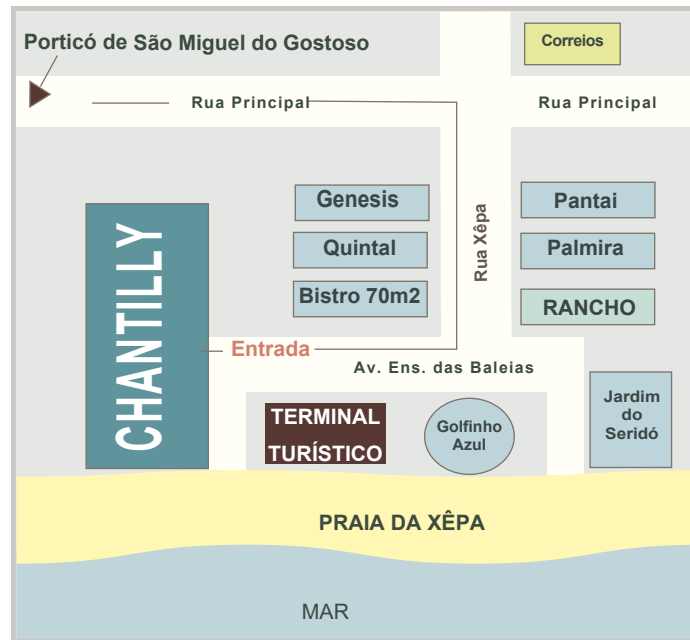 Porticó de São Miguel do Gostoso
Correios
Rua Principal
Rua Principal
CHANTILLY
Genesis
Quintal
Bistro 70m2
Rua Xêpa
Pantai
Palmira
RANCHO
Entrada
Av. Ens. das Baleias
TERMINAL
TURÍSTICO
Golfinho
Azul
Jardim
do
Seridó
PRAIA DA XÊPA
MAR